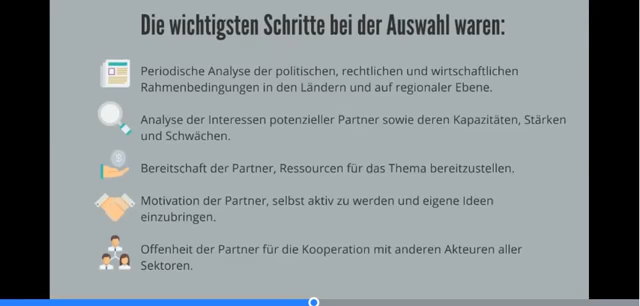 Die wichtigsten Schritte bei der Auswahl waren:
Periodische Analyse der politischen, rechtlichen und wirtschaftlichen
Rahmenbedingungen in den Ländern und auf regionaler Ebene.
Analyse der Interessen potenzieller Partner sowie deren Kapazitäten, Stärken
und Schwächen.
Bereitschaft der Partner, Ressourcen für das Thema bereitzustellen.
Motivation der Partner, selbst aktiv zu werden und eigene Ideen
einzubringen.
Offenheit der Partner für die Kooperation mit anderen Akteuren aller
Sektoren.